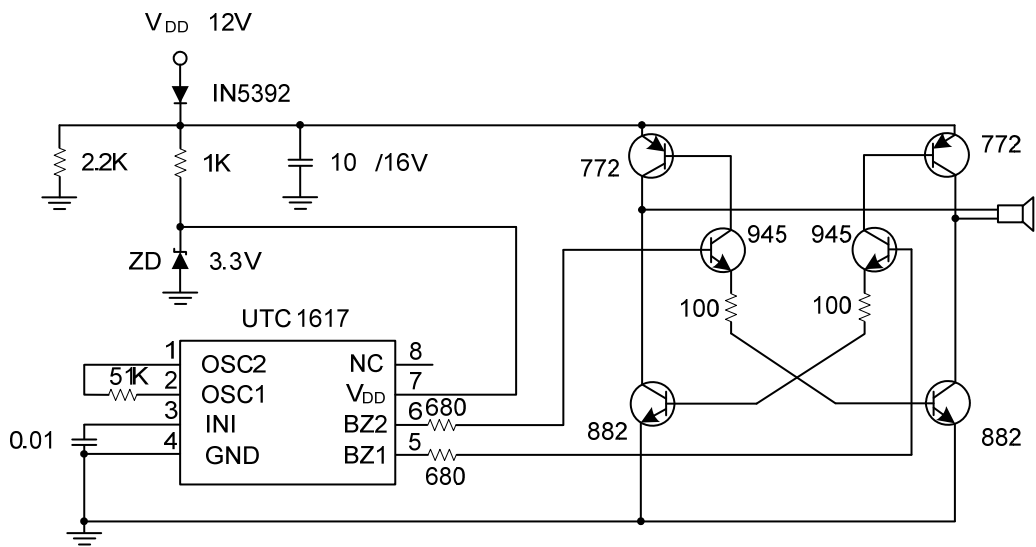 VDD 12V
IN5392
2.2K
1K
10 /16V
772
772
945
945
ZD
3.3V
100
100
UTC 1617
1
OSC2
NC
8
51K
2
OSC1
VDD
7
3
INI
BZ2
6
680
0.01
4
GND
BZ1
5
680
882
882